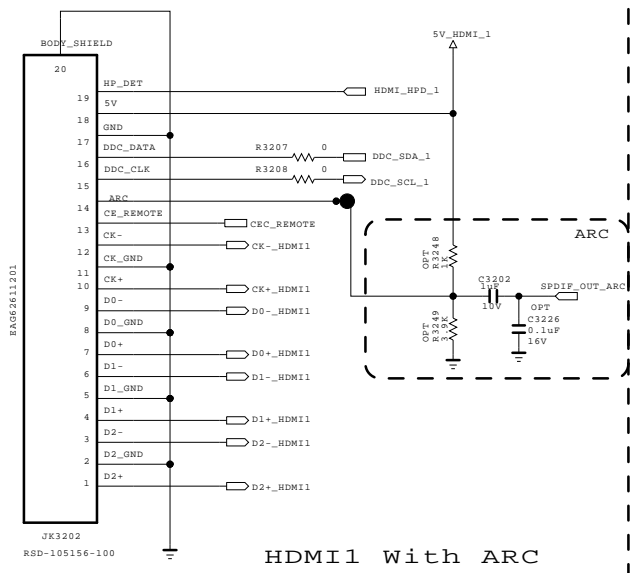 BODY_SHIELD
20
5V_HDMI_1
19 HP_DET HDMI_HPD_1
18 5V
17 GND
16 DDC_DATA R3207 0 DDC_SDA_1
15 DDC_CLK R3208 0 DDC_SCL_1
14 ARC
13 CE_REMOTE CEC_REMOTE
12 CK- CK-_HDMI1
11 CK_GND
10 CK+ CK+_HDMI1
9 D0- D0-_HDMI1
8 D0_GND
7 D0+ D0+_HDMI1
6 D1- D1-_HDMI1
5 D1_GND
4 D1+ D1+_HDMI1
3 D2- D2-_HDMI1
2 D2_GND
1 D2+ D2+_HDMI1
EAG62611201
JK3202
RSD-105156-100
ARC
OPT
R3248
1K
C3202
1uF
10V
SPDIF_OUT_ARC
OPT
R3249
3.9K
OPT
C3226
0.1uF
16V
HDMI1 With ARC